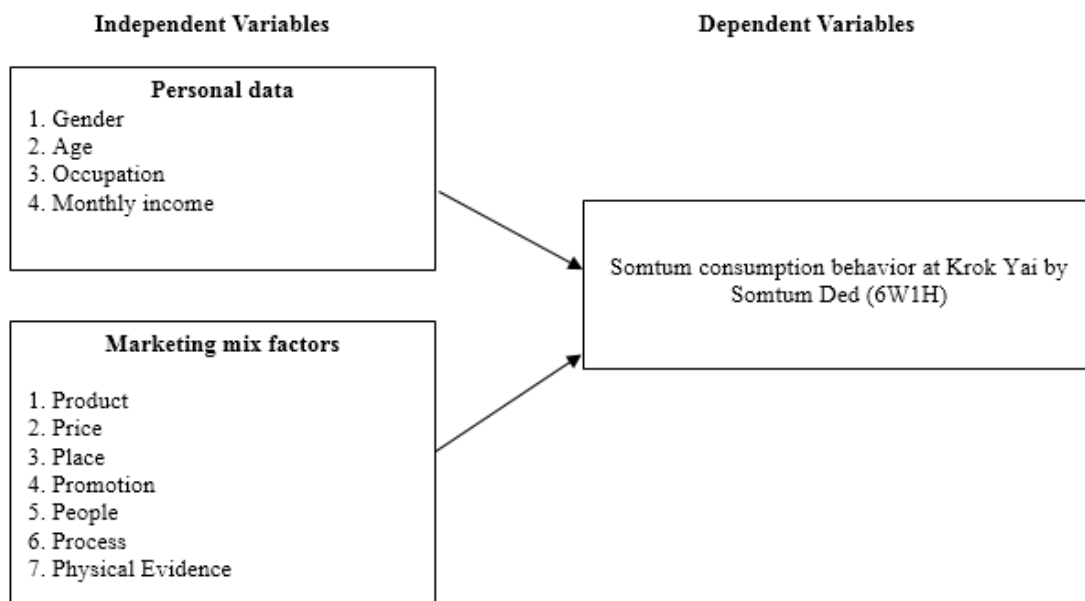 Independent Variables
Dependent Variables
Personal data
1. Gender
2. Age
3. Occupation
4. Monthly income
Marketing mix factors
1. Product
2. Price
3. Place
4. Promotion
5. People
6. Process
7. Physical Evidence
Somtum consumption behavior at Krok Yai by
Somtum Ded (6W1H)